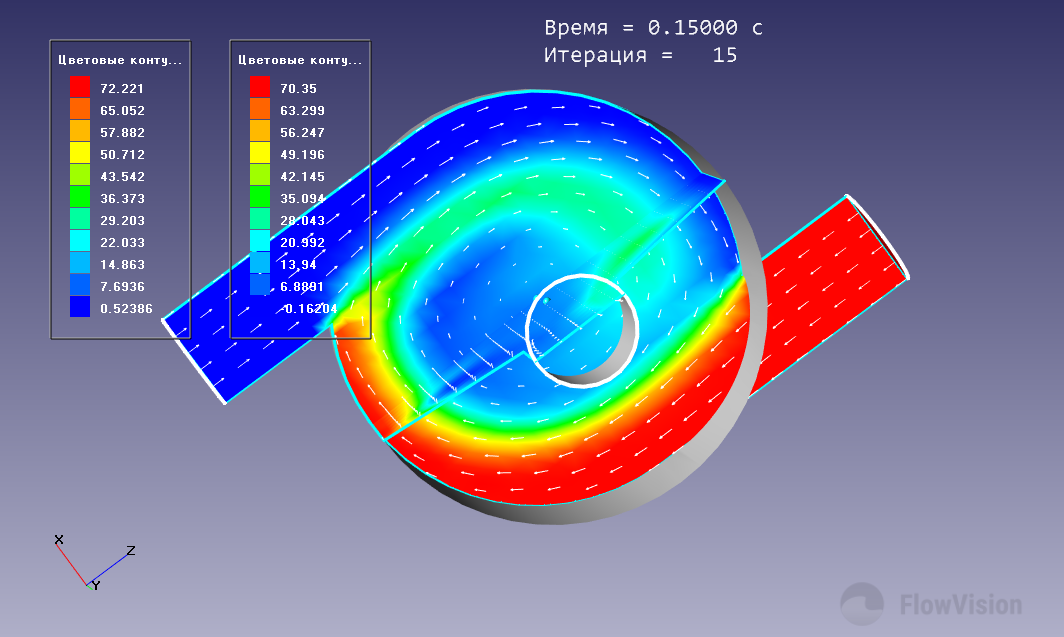 Время = 0.15000 с
Итерация =   15
Цветовые конту...
72.221
65.052
57.882
50.712
43.542
36.373
29.203
22.033
14.863
7.6936
0.52386
Цветовые конту...
70.35
63.299
56.247
49.196
42.145
35.094
28.043
20.992
13.94
6.8891
-0.16204
X
Z
Y
FlowVision